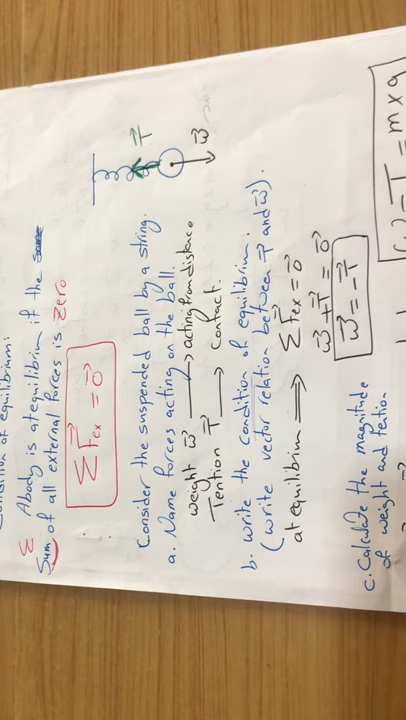 Condition of equilibrium:
Σ A body is at equilibrium if the
Sum of all external forces is Zero
ΣF⃗ex = 0⃗
Consider the suspended ball by a string.
T⃗
w⃗
a. Name forces acting on the ball.
weight w⃗ → acting from distance
Tention T⃗ → Contact.
b. Write the condition of equilibrium.
(write vector relation between T⃗ and w⃗).
at equilibrium ⟹ ΣF⃗ex = 0⃗
w⃗ + T⃗ = 0⃗
w⃗ = -T⃗
c. Calculate the magnitude
of weight and tention
T = m x g